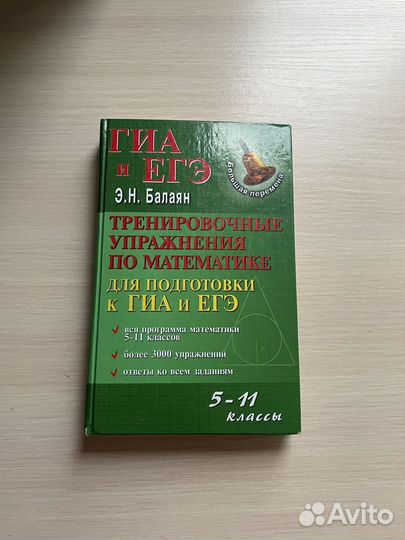 ГИА
и ЕГЭ
Большая перемена
Э.Н. Балаян
ТРЕНИРОВОЧНЫЕ
УПРАЖНЕНИЯ
ПО МАТЕМАТИКЕ
ДЛЯ ПОДГОТОВКИ
К ГИА И ЕГЭ
вся программа математики
5-11 классов
более 3000 упражнений
ответы ко всем заданиям
5-11
классы
Avito